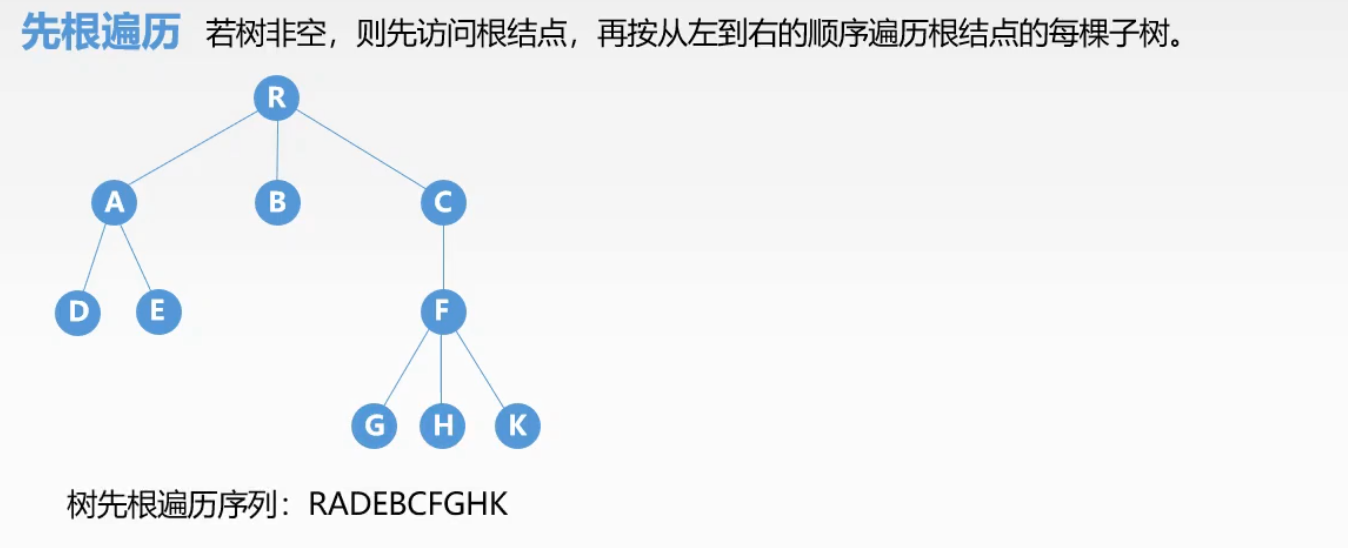 先根遍历 若树非空，则先访问根结点，再按从左到右的顺序遍历根结点的每棵子树。
R
A B C
D E F
G H K
树先根遍历序列：RADEBCFGHK